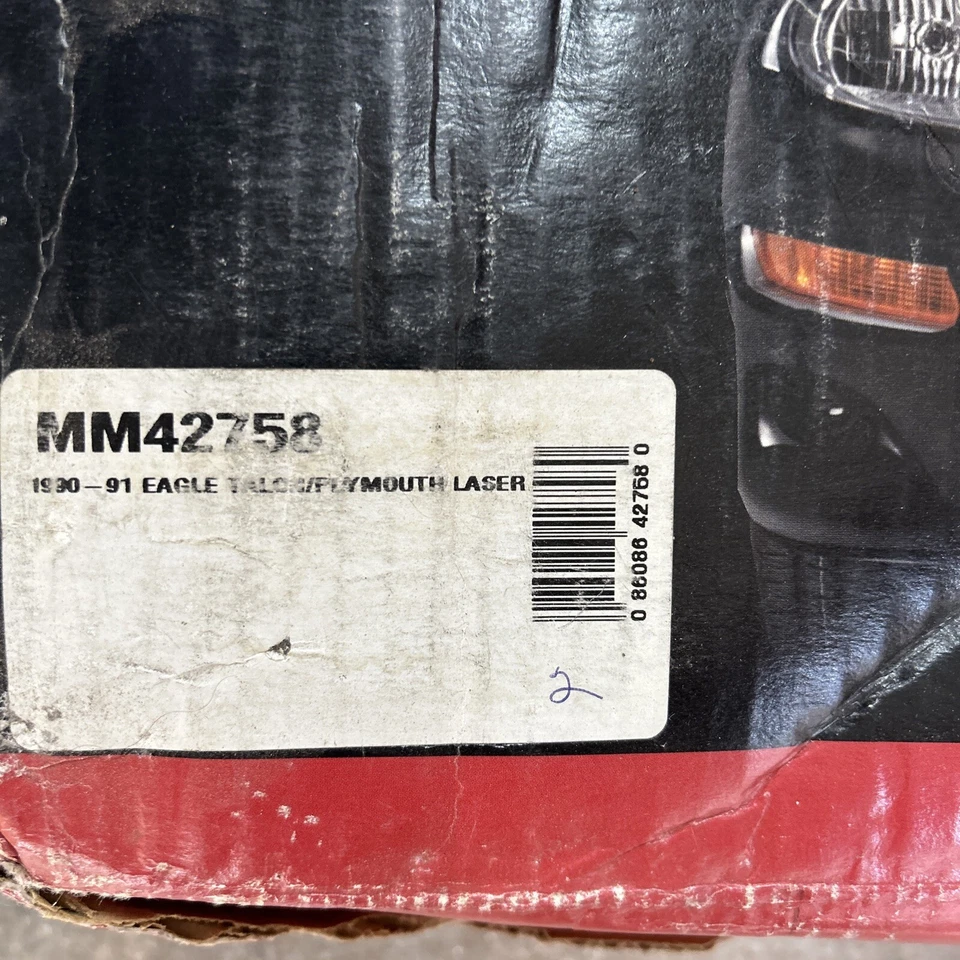 MM42758
1990-91 EAGLE TALON/PLYMOUTH LASER
0 86086 42758 0
2